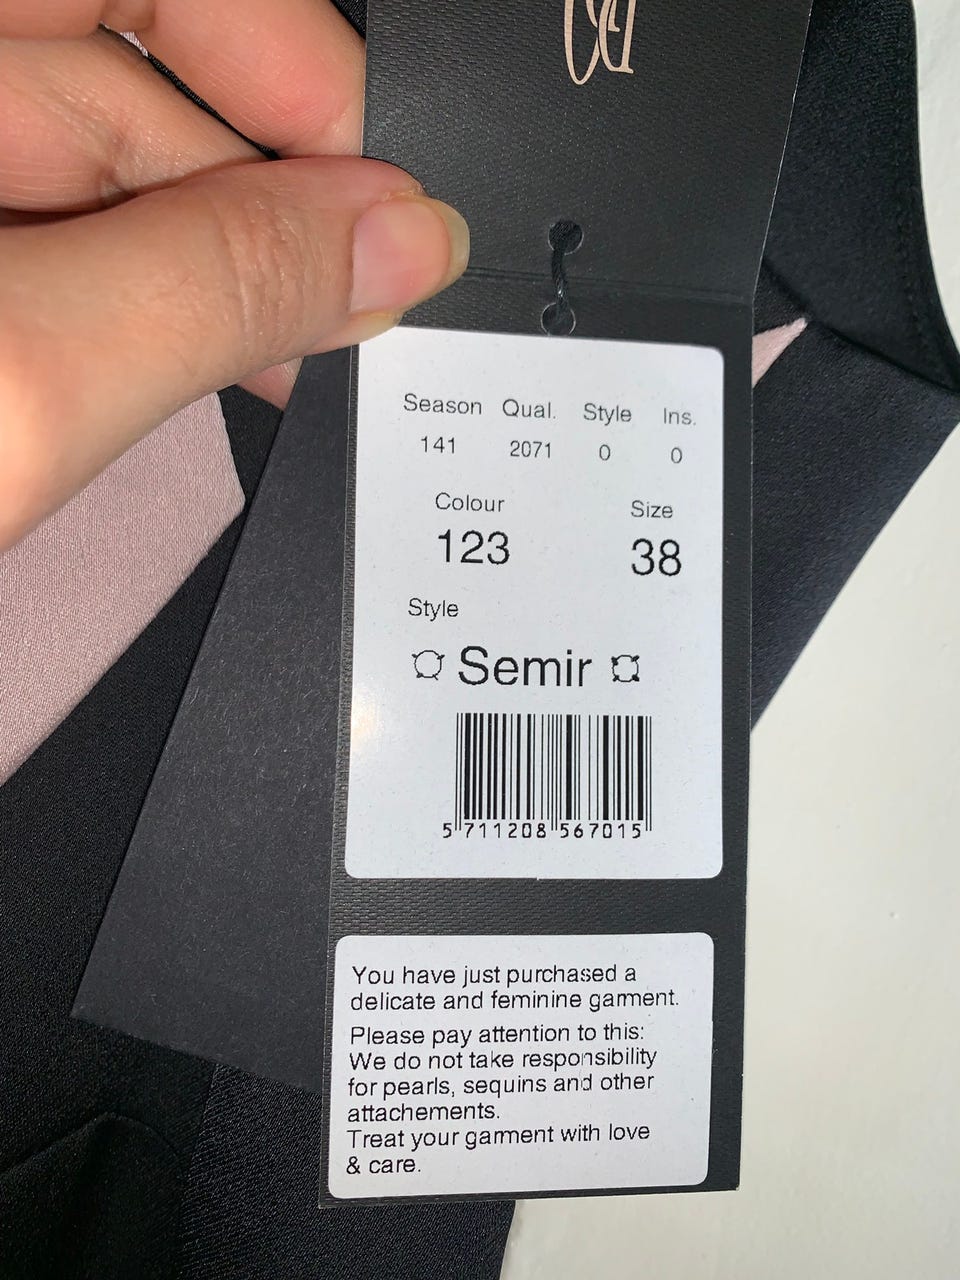 Season Qual. Style Ins.
141 2071 0 0
Colour Size
123 38
Style
¤ Semir ¤
5 711208 567015
You have just purchased a
delicate and feminine garment.
Please pay attention to this:
We do not take responsibility
for pearls, sequins and other
attachements.
Treat your garment with love
& care.